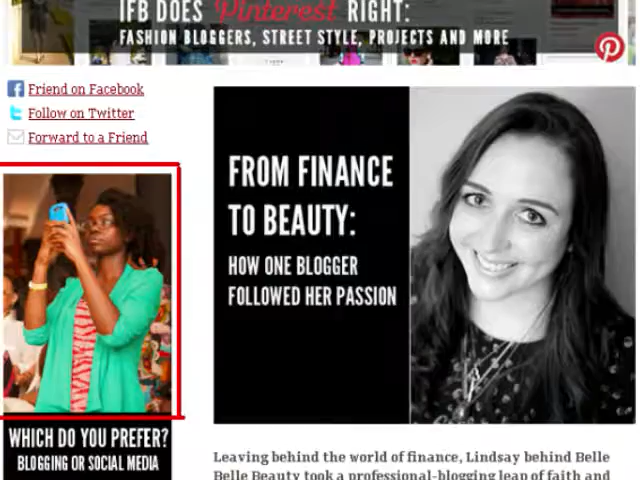 IFB DOES Pinterest RIGHT:
FASHION BLOGGERS, STREET STYLE, PROJECTS AND MORE
Friend on Facebook
Follow on Twitter
Forward to a Friend
FROM FINANCE
TO BEAUTY:
HOW ONE BLOGGER
FOLLOWED HER PASSION
WHICH DO YOU PREFER?
BLOGGING OR SOCIAL MEDIA
Leaving behind the world of finance, Lindsay behind Belle
Belle Beauty took a professional-blogging leap of faith and